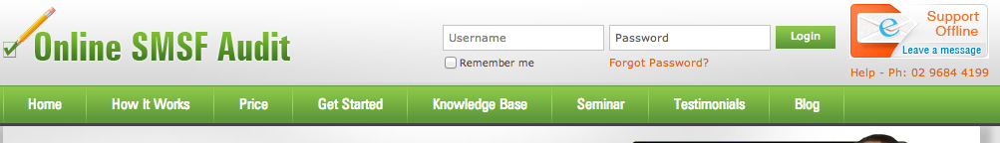 Online SMSF Audit
Username
Password
Login
Remember me
Forgot Password?
Support
Offline
Leave a message
Help - Ph: 02 9684 4199
Home
How It Works
Price
Get Started
Knowledge Base
Seminar
Testimonials
Blog